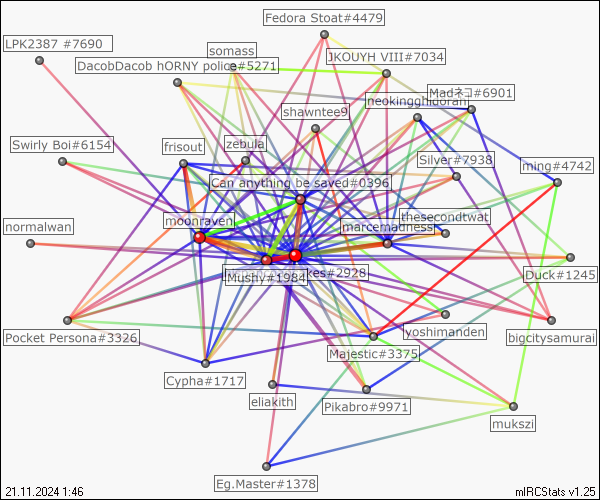 Fedora Stoat#4479
LPK2387 #7690
somass
JKOUYH VIII#7034
DacobDacob hORNY police#5271
Madネコ#6901
neokingghidorah
shawntee9
Swirly Boi#6154
frisout
zebula
Silver#7938
ming#4742
Can anything be saved#0396
moonraven
thesecondtwat
marcemadness
normalwan
kes#2928
Mushy#1984
Duck#1245
Pocket Persona#3326
yoshimanden
bigcitysamurai
Majestic#3375
Cypha#1717
eliakith
Pikabro#9971
mukszi
Eg.Master#1378
21.11.2024 1:46
mIRCStats v1.25